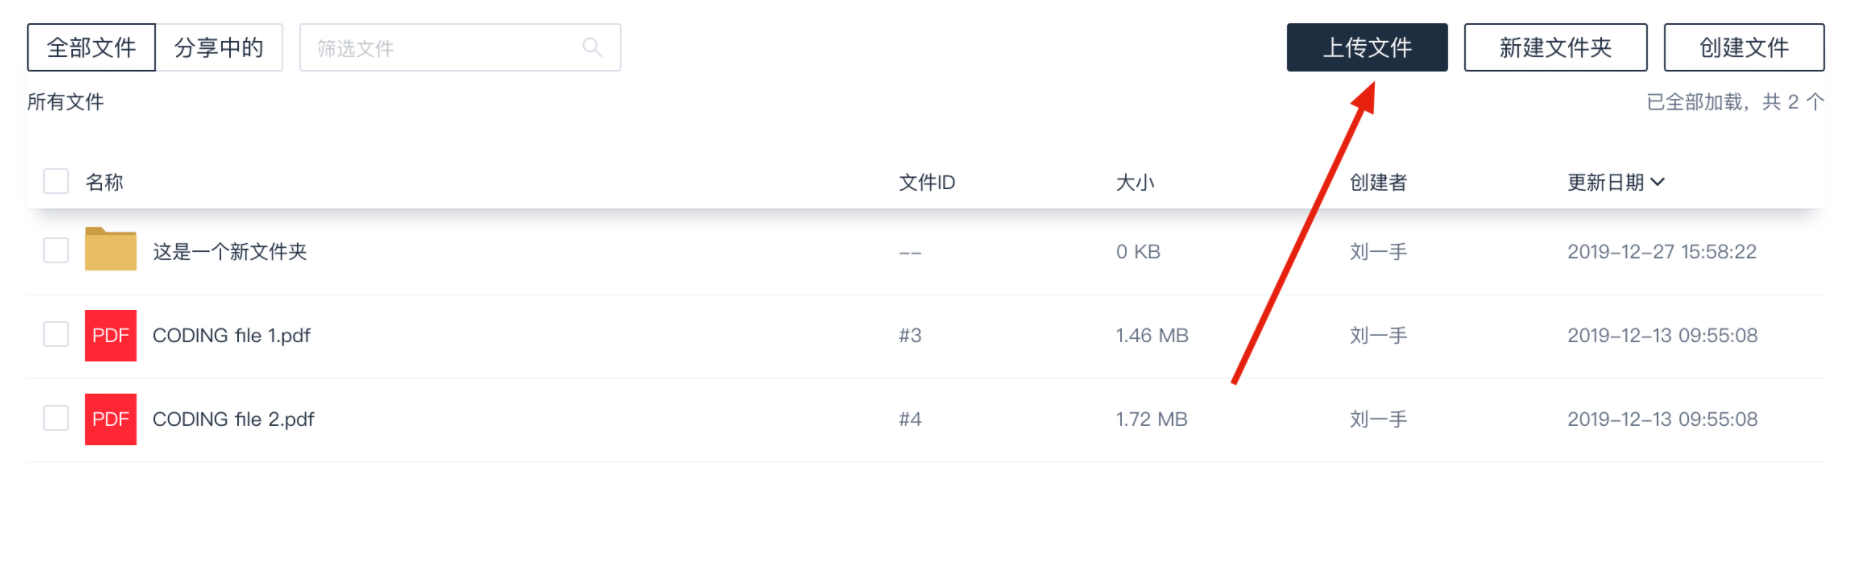 全部文件 分享中的 筛选文件 上传文件 新建文件夹 创建文件
所有文件 已全部加载，共 2 个
名称 文件ID 大小 创建者 更新日期
这是一个新文件夹 -- 0 KB 刘一手 2019-12-27 15:58:22
PDF CODING file 1.pdf #3 1.46 MB 刘一手 2019-12-13 09:55:08
PDF CODING file 2.pdf #4 1.72 MB 刘一手 2019-12-13 09:55:08